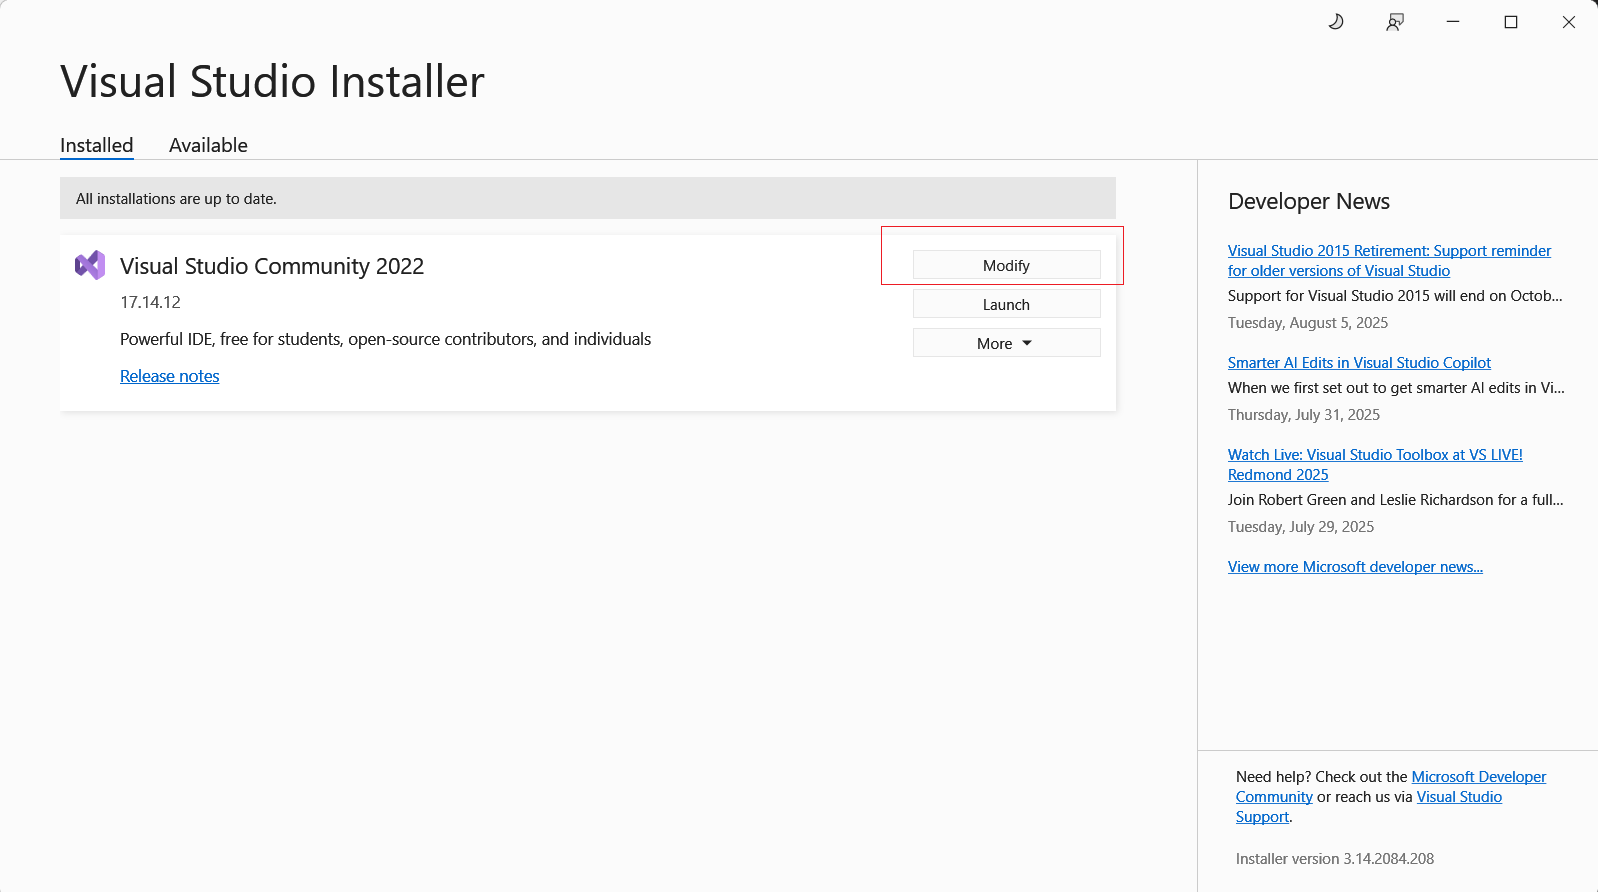 Visual Studio Installer
Installed
Available
All installations are up to date.
Visual Studio Community 2022
17.14.12
Powerful IDE, free for students, open-source contributors, and individuals
Release notes
Modify
Launch
More
Developer News
Visual Studio 2015 Retirement: Support reminder
for older versions of Visual Studio
Support for Visual Studio 2015 will end on Octob...
Tuesday, August 5, 2025
Smarter AI Edits in Visual Studio Copilot
When we first set out to get smarter AI edits in Vi...
Thursday, July 31, 2025
Watch Live: Visual Studio Toolbox at VS LIVE!
Redmond 2025
Join Robert Green and Leslie Richardson for a full...
Tuesday, July 29, 2025
View more Microsoft developer news...
Need help? Check out the Microsoft Developer
Community or reach us via Visual Studio
Support.
Installer version 3.14.2084.208